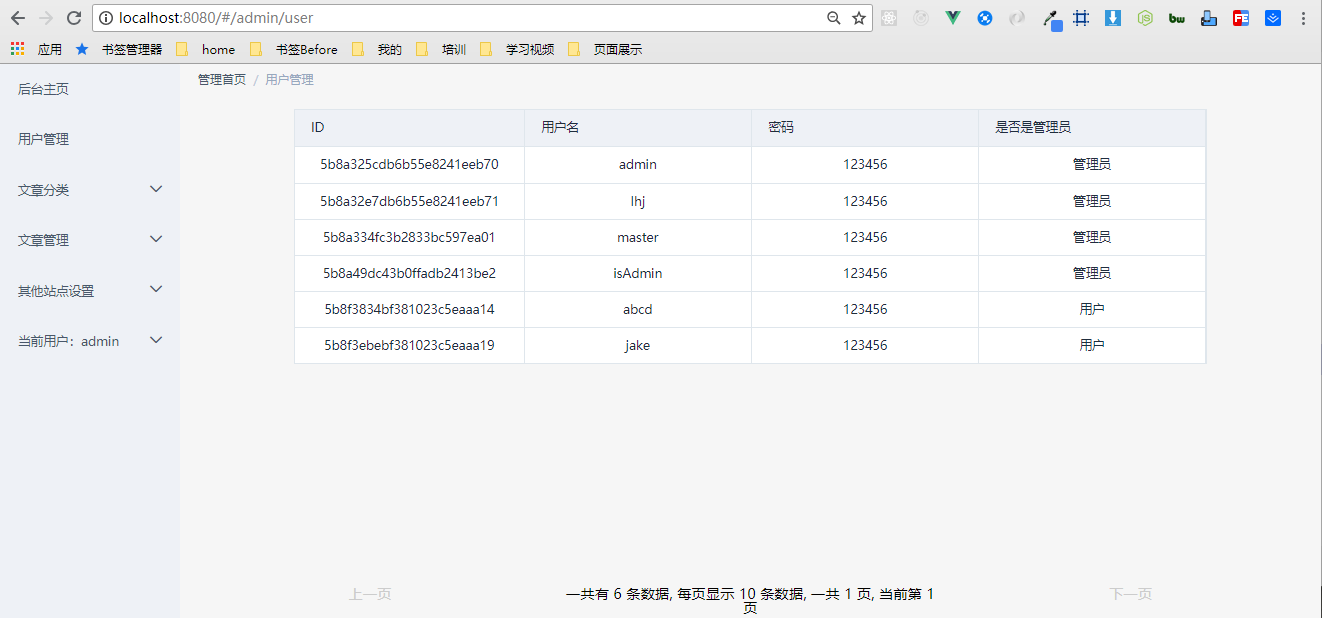 localhost:8080/#/admin/user
应用 书签管理器 home 书签Before 我的 培训 学习视频 页面展示
后台主页
用户管理
文章分类
文章管理
其他站点设置
当前用户：admin
管理首页 / 用户管理
ID 用户名 密码 是否是管理员
5b8a325cdb6b55e8241eeb70 admin 123456 管理员
5b8a32e7db6b55e8241eeb71 lhj 123456 管理员
5b8a334fc3b2833bc597ea01 master 123456 管理员
5b8a49dc43b0ffadb2413be2 isAdmin 123456 管理员
5b8f3834bf381023c5eaaa14 abcd 123456 用户
5b8f3ebebf381023c5eaaa19 jake 123456 用户
上一页 一共有 6 条数据, 每页显示 10 条数据, 一共 1 页, 当前第 1 下一页
页